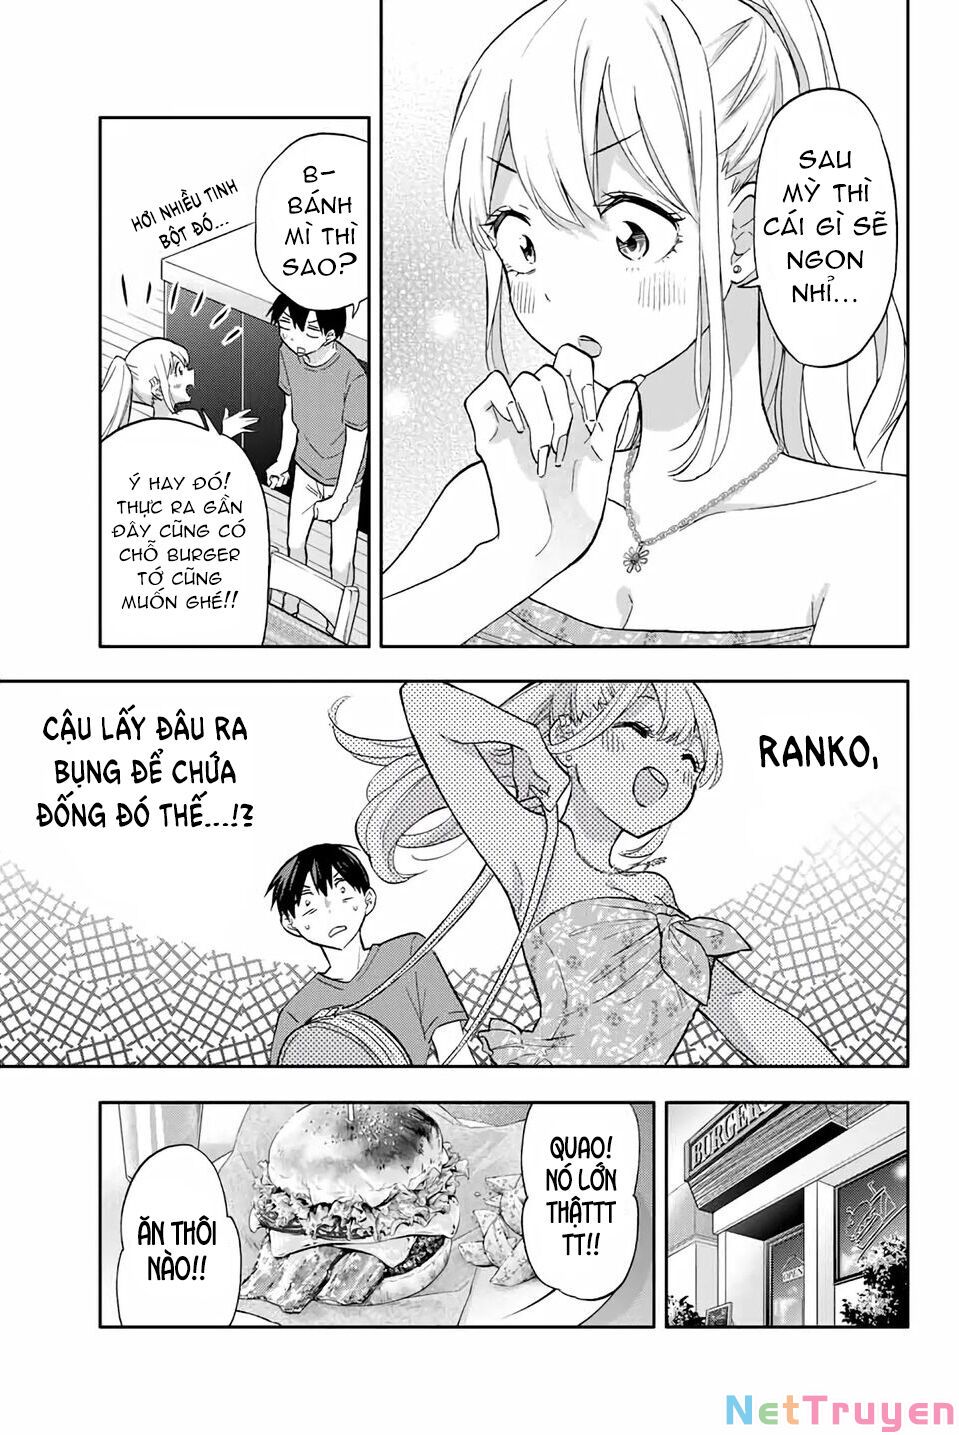 SAU
MỲ THÌ
CÁI GÌ SẼ
NGON
NHỈ...
B-
BÁNH
MÌ THÌ
SAO?
HƠI NHIỀU TINH
BỘT ĐÓ...
Ý HAY ĐÓ!
THỰC RA GẦN
ĐÂY CŨNG CÓ
CHỖ BURGER
TỚ CŨNG
MUỐN GHÉ!!
RANKO,
CẬU LẤY ĐÂU RA
BỤNG ĐỂ CHỨA
ĐỐNG ĐÓ THẾ...!?
BURGER
OPEN
QUAO!
NÓ LỚN
THẬTTT
TT!!
ĂN THÔI
NÀO!!
NetTruyen